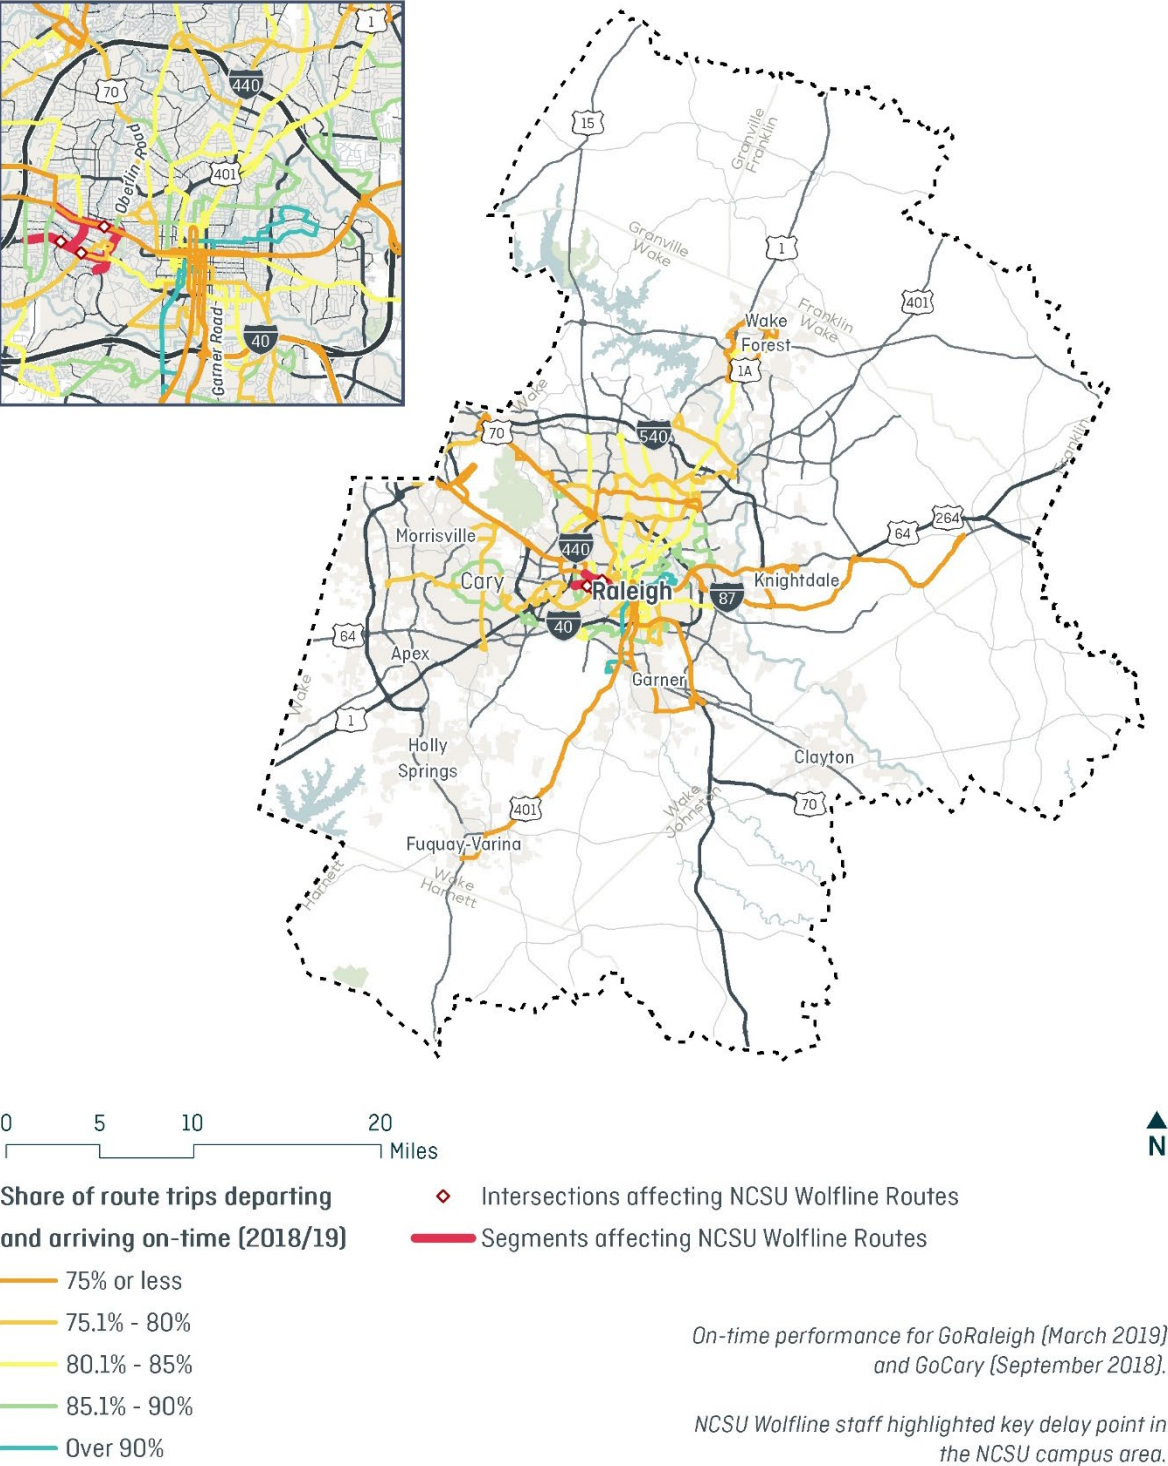 1
440
70
Oberlin Road
401
Garner Road
40
15
Granville
Franklin
Granville
Wake
1
401
Franklin
Wake
Wake
Forest
1A
Wake
Franklin
70
540
264
64
Morrisville
440
Cary
Raleigh
Knightdale
87
40
64
Apex
Garner
Wake
1
Holly
Springs
Clayton
Wake
Johnston
70
401
Fuquay-Varina
Wake
Harnett
Harnett
0 5 10 20
Miles
N
Share of route trips departing
and arriving on-time (2018/19)
75% or less
75.1% - 80%
80.1% - 85%
85.1% - 90%
Over 90%
Intersections affecting NCSU Wolfline Routes
Segments affecting NCSU Wolfline Routes
On-time performance for GoRaleigh (March 2019)
and GoCary (September 2018).
NCSU Wolfline staff highlighted key delay point in
the NCSU campus area.